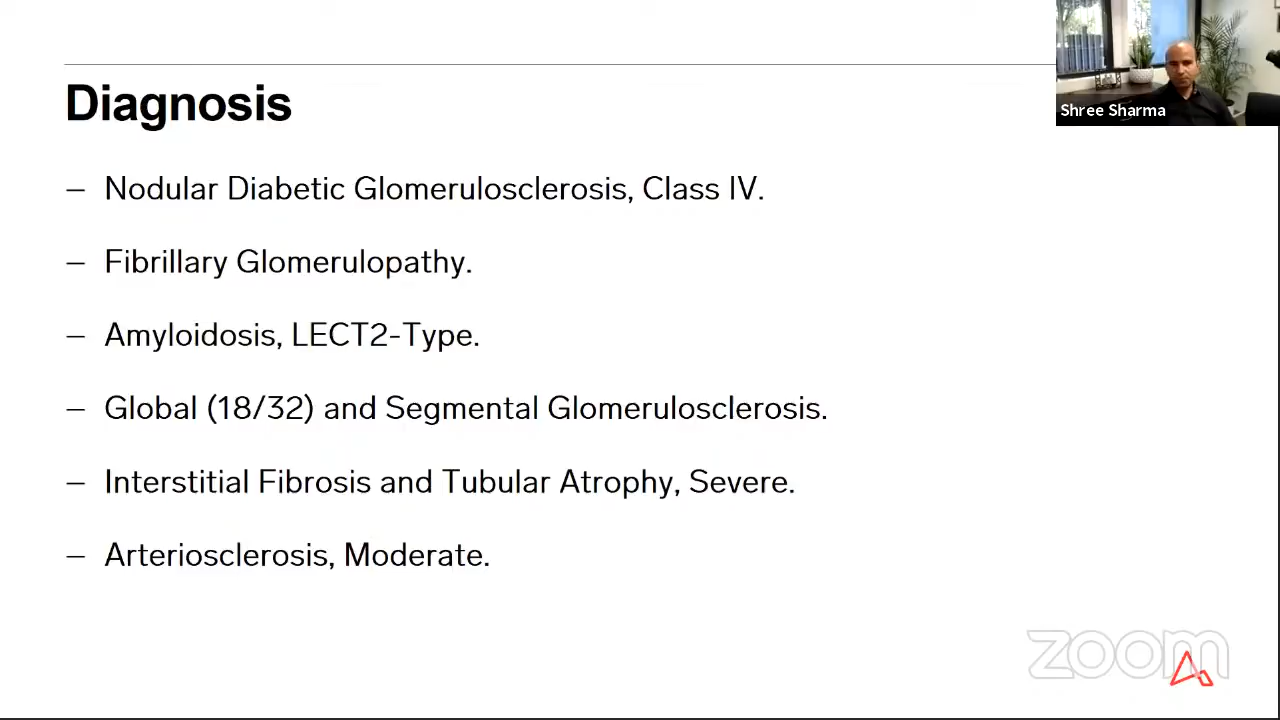 Shree Sharma
Diagnosis
– Nodular Diabetic Glomerulosclerosis, Class IV.
– Fibrillary Glomerulopathy.
– Amyloidosis, LECT2-Type.
– Global (18/32) and Segmental Glomerulosclerosis.
– Interstitial Fibrosis and Tubular Atrophy, Severe.
– Arteriosclerosis, Moderate.
zoom